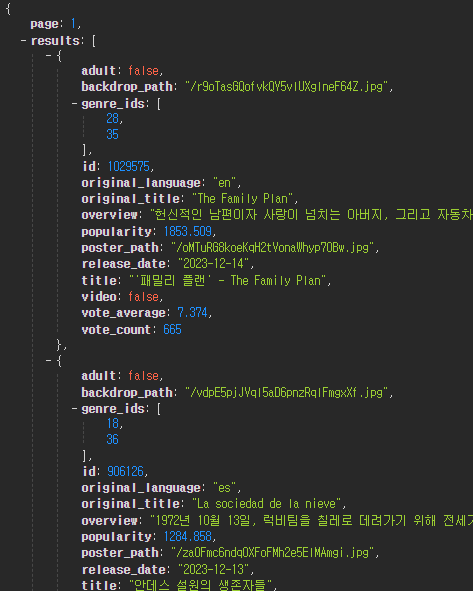 {
page: 1,
- results: [
- {
adult: false,
backdrop_path: "/r9oTasGQofvkQY5vlUXglneF64Z.jpg",
- genre_ids: [
28,
35
],
id: 1029575,
original_language: "en",
original_title: "The Family Plan",
overview: "헌신적인 남편이자 사랑이 넘치는 아버지, 그리고 자동차
popularity: 1853.509,
poster_path: "/oMTuRG8koeKqH2tVonaWhyp7OBw.jpg",
release_date: "2023-12-14",
title: "'패밀리 플랜' - The Family Plan",
video: false,
vote_average: 7.374,
vote_count: 665
},
- {
adult: false,
backdrop_path: "/vdpE5pjJVql5aD6pnzRqlFmgxXf.jpg",
- genre_ids: [
18,
36
],
id: 906126,
original_language: "es",
original_title: "La sociedad de la nieve",
overview: "1972년 10월 13일, 럭비팀을 칠레로 데려가기 위해 전세
popularity: 1284.858,
poster_path: "/zaOFmc6ndqOXFoFMh2e5ElMAmgi.jpg",
release_date: "2023-12-13",
title: "안데스 설원의 생존자들",